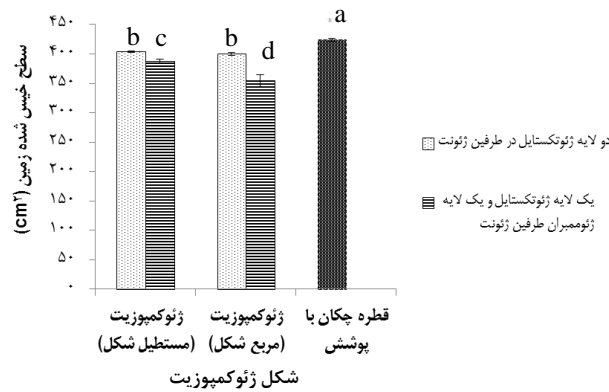 سطح خیس شده زمین (cm²)
۴۵۰
۴۰۰
۳۵۰
۳۰۰
۲۵۰
۲۰۰
۱۵۰
۱۰۰
۵۰
۰
b
c
b
d
a
ژئوکمپوزیت
(مستطیل شکل)
ژئوکمپوزیت
(مربع شکل)
قطره چکان با
پوشش
شکل ژئوکمپوزیت
دو لایه ژئوتکستایل در طرفین ژئونت
یک لایه ژئوتکستایل و یک لایه
ژئوممبران طرفین ژئونت